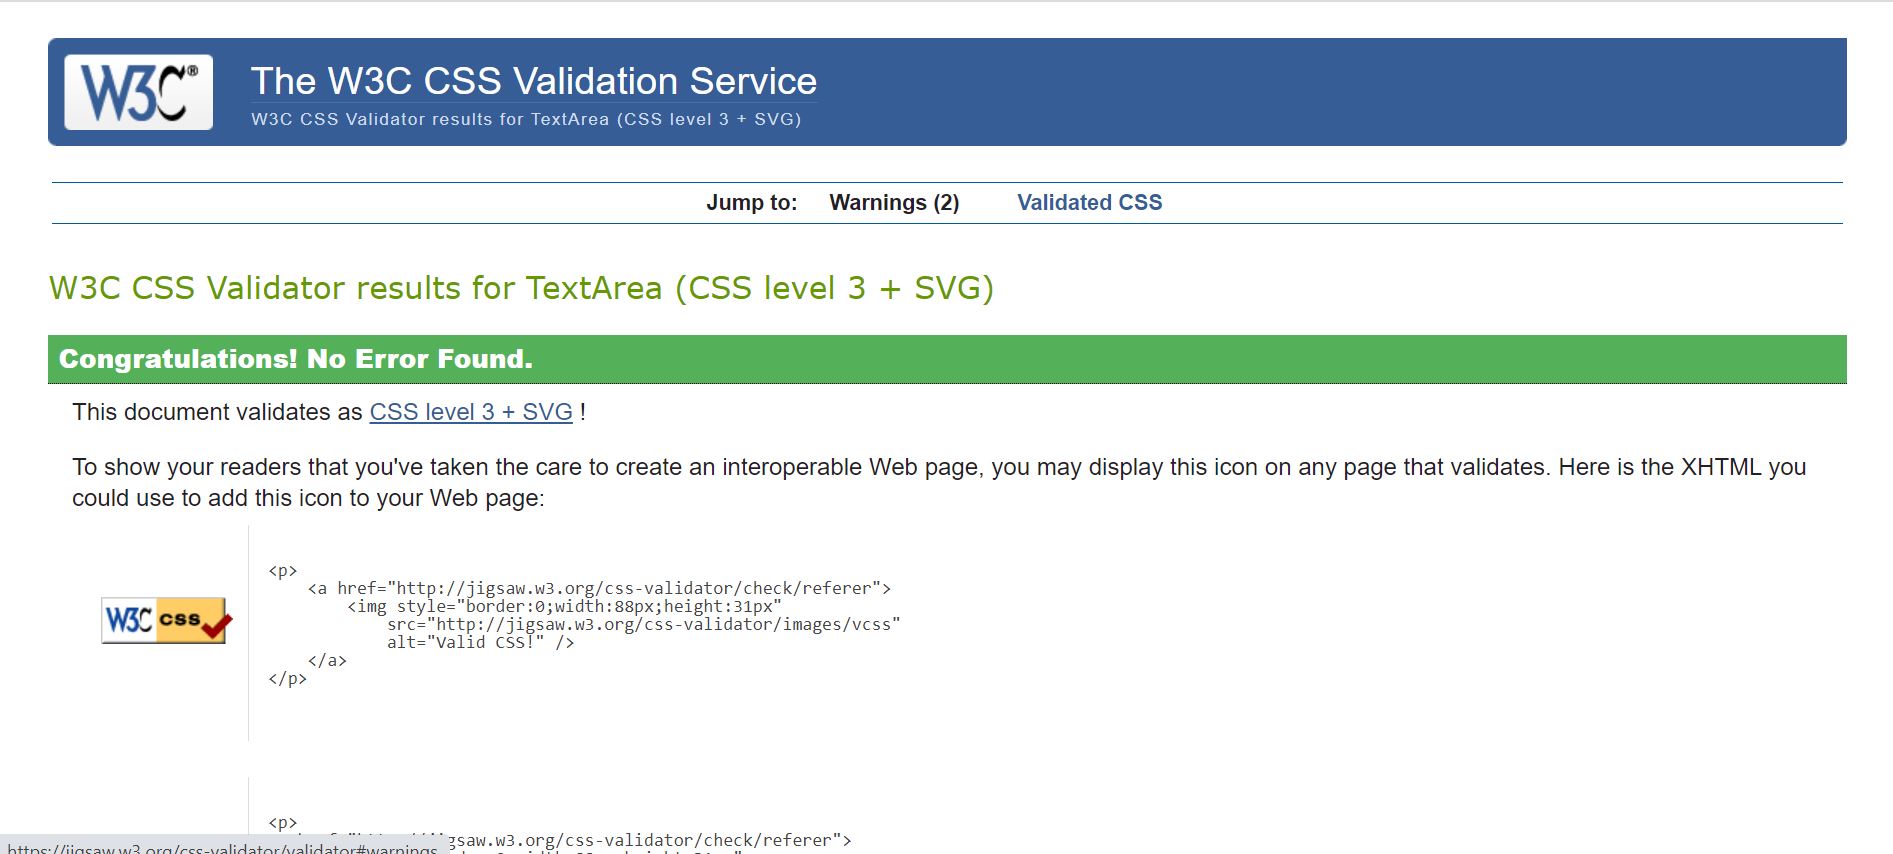 W3C®
The W3C CSS Validation Service
W3C CSS Validator results for TextArea (CSS level 3 + SVG)
Jump to: Warnings (2) Validated CSS
W3C CSS Validator results for TextArea (CSS level 3 + SVG)
Congratulations! No Error Found.
This document validates as CSS level 3 + SVG !
To show your readers that you've taken the care to create an interoperable Web page, you may display this icon on any page that validates. Here is the XHTML you
could use to add this icon to your Web page:
<p>
<a href="http://jigsaw.w3.org/css-validator/check/referer">
<img style="border:0;width:88px;height:31px"
W3C css
src="http://jigsaw.w3.org/css-validator/images/vcss"
alt="Valid CSS!" />
</a>
</p>
<p>
gsaw.w3.org/css-validator/check/referer">
https://jigsaw.w3.org/css-validator/validator#warnings